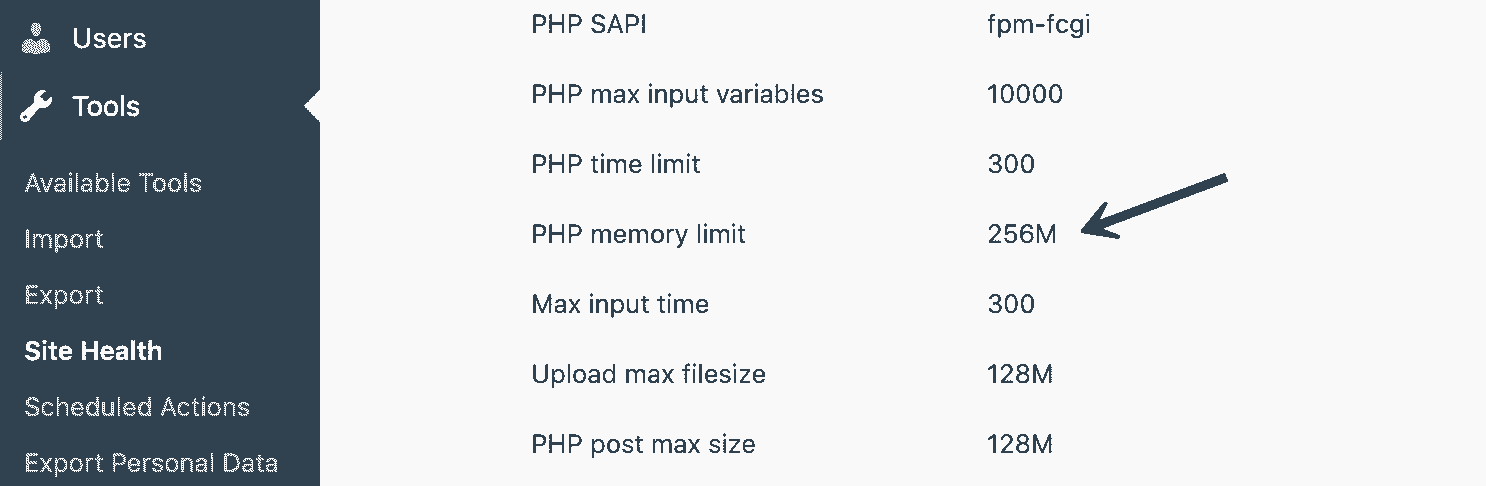 Users
Tools
Available Tools
Import
Export
Site Health
Scheduled Actions
Export Personal Data
PHP SAPI fpm-fcgi
PHP max input variables 10000
PHP time limit 300
PHP memory limit 256M
Max input time 300
Upload max filesize 128M
PHP post max size 128M